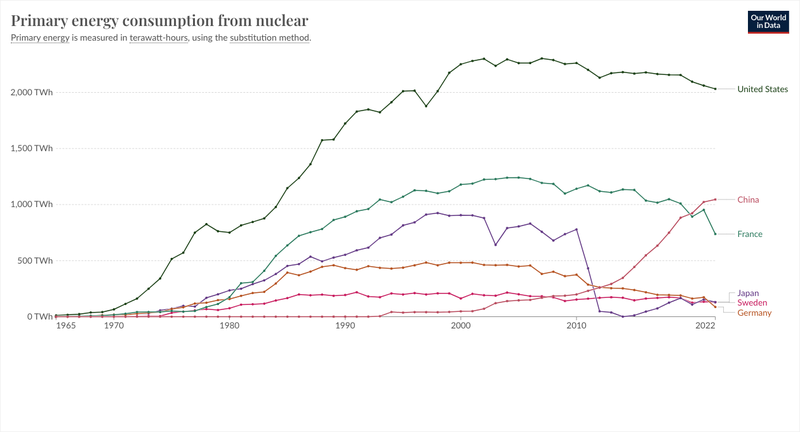 Primary energy consumption from nuclear
Primary energy is measured in terawatt-hours, using the substitution method.
Our World
in Data
2,000 TWh
1,500 TWh
1,000 TWh
500 TWh
0 TWh
United States
China
France
Japan
Sweden
Germany
1965
1970
1980
1990
2000
2010
2022